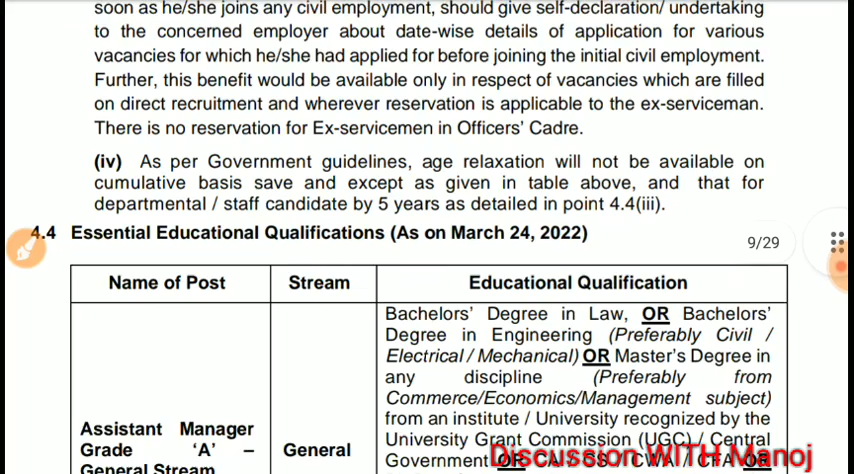 soon as he/she joins any civil employment, should give self-declaration/ undertaking
to the concerned employer about date-wise details of application for various
vacancies for which he/she had applied for before joining the initial civil employment.
Further, this benefit would be available only in respect of vacancies which are filled
on direct recruitment and wherever reservation is applicable to the ex-serviceman.
There is no reservation for Ex-servicemen in Officers' Cadre.
(iv) As per Government guidelines, age relaxation will not be available on
cumulative basis save and except as given in table above, and that for
departmental / staff candidate by 5 years as detailed in point 4.4(iii).
4.4 Essential Educational Qualifications (As on March 24, 2022)
9/29
Name of Post Stream Educational Qualification
Bachelors' Degree in Law, OR Bachelors'
Degree in Engineering (Preferably Civil /
Electrical / Mechanical) OR Master's Degree in
any discipline (Preferably from
Commerce/Economics/Management subject)
from an institute / University recognized by the
University Grant Commission (UGC) / Central
Government OR CA / CS / CWA / CFA OR
Assistant Manager
Grade 'A' –
General Stream
General
Discussion WITH Manoj